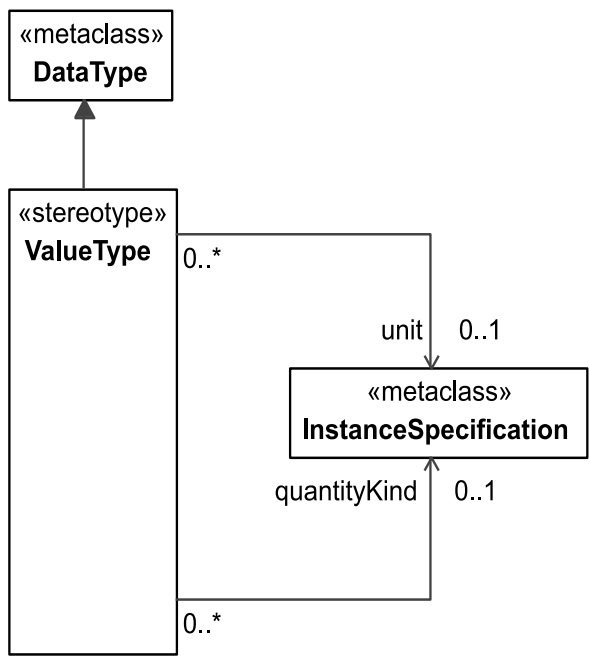 «metaclass»
DataType
«stereotype»
ValueType
0..*
unit 0..1
«metaclass»
InstanceSpecification
quantityKind 0..1
0..*